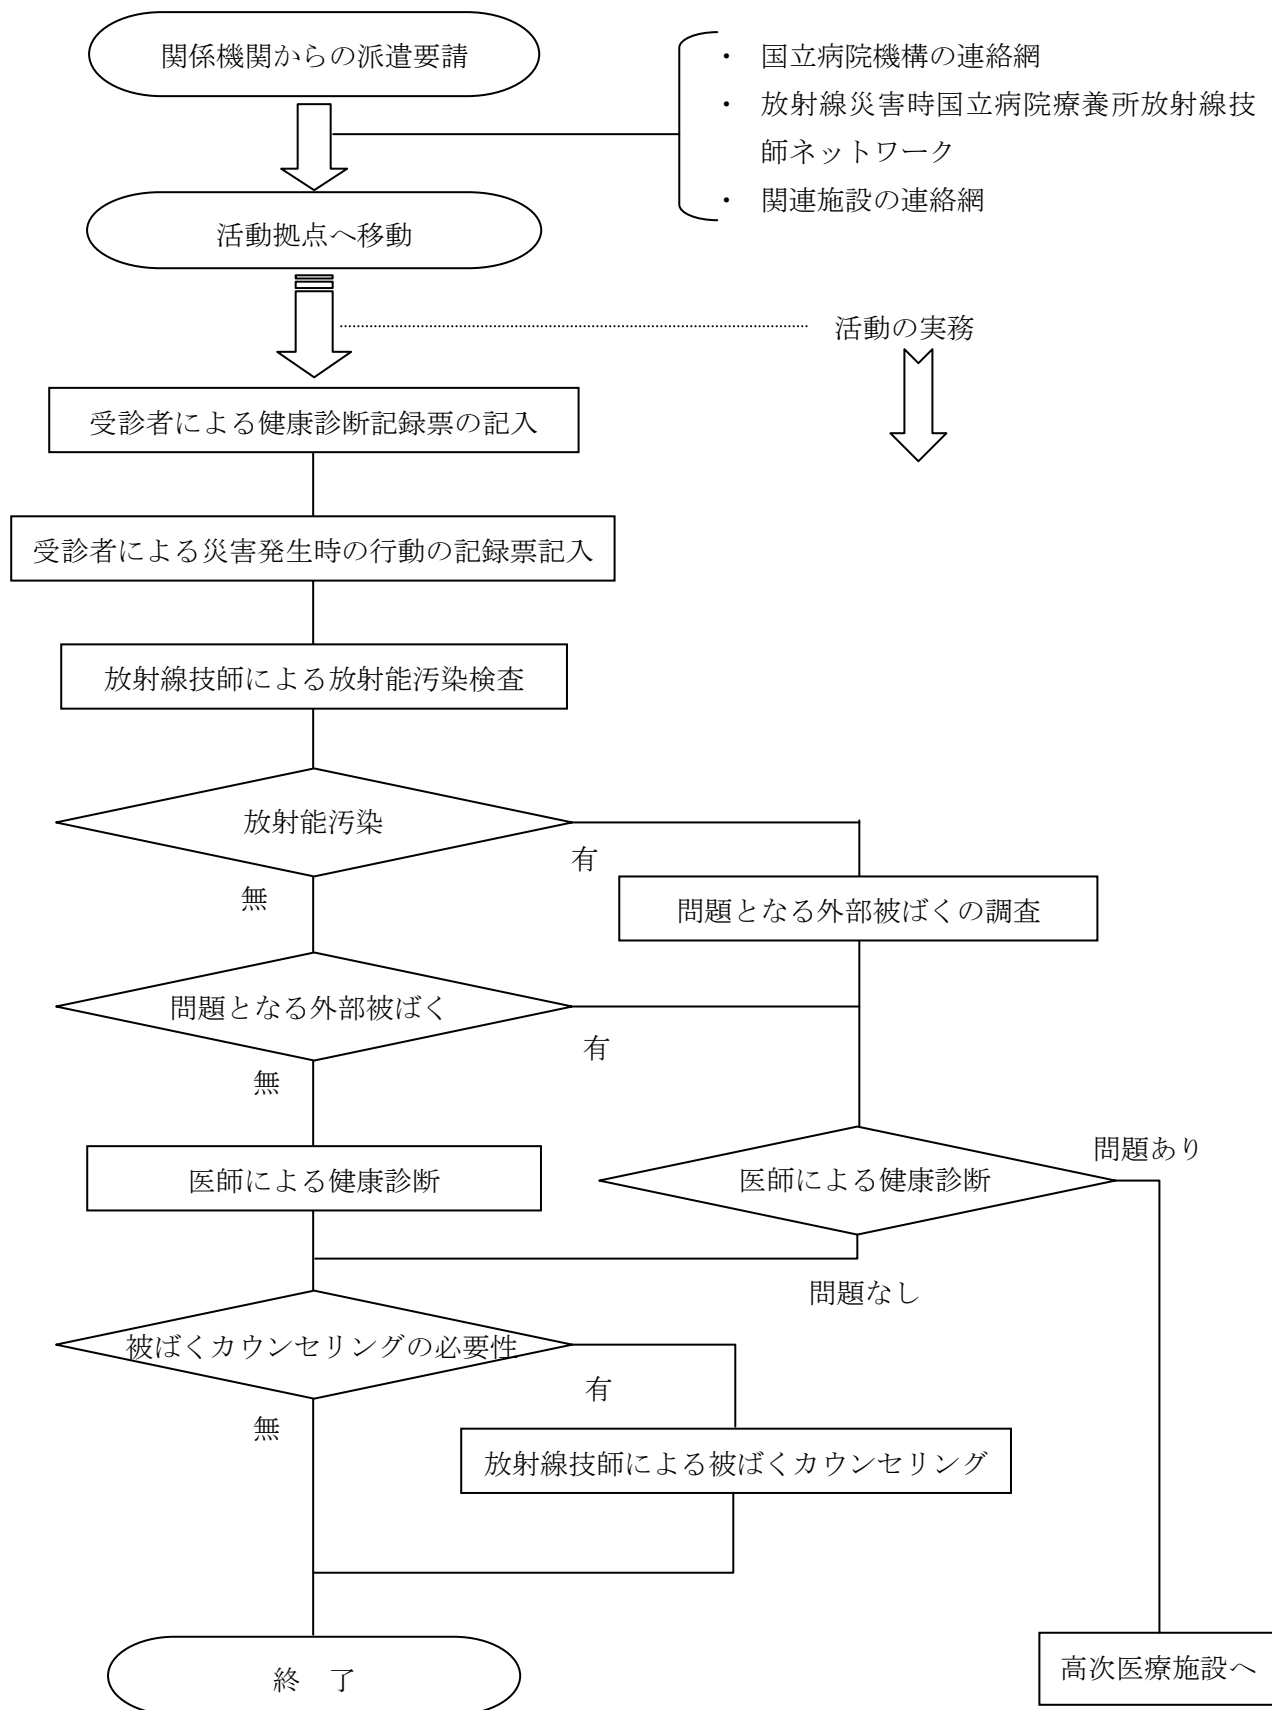 関係機関からの派遣要請
・ 国立病院機構の連絡網
・ 放射線災害時国立病院療養所放射線技
師ネットワーク
・ 関連施設の連絡網
活動拠点へ移動
活動の実務
受診者による健康診断記録票の記入
受診者による災害発生時の行動の記録票記入
放射線技師による放射能汚染検査
放射能汚染
有
無
問題となる外部被ばくの調査
問題となる外部被ばく
有
無
医師による健康診断
医師による健康診断
問題あり
問題なし
被ばくカウンセリングの必要性
有
無
放射線技師による被ばくカウンセリング
終 了
高次医療施設へ